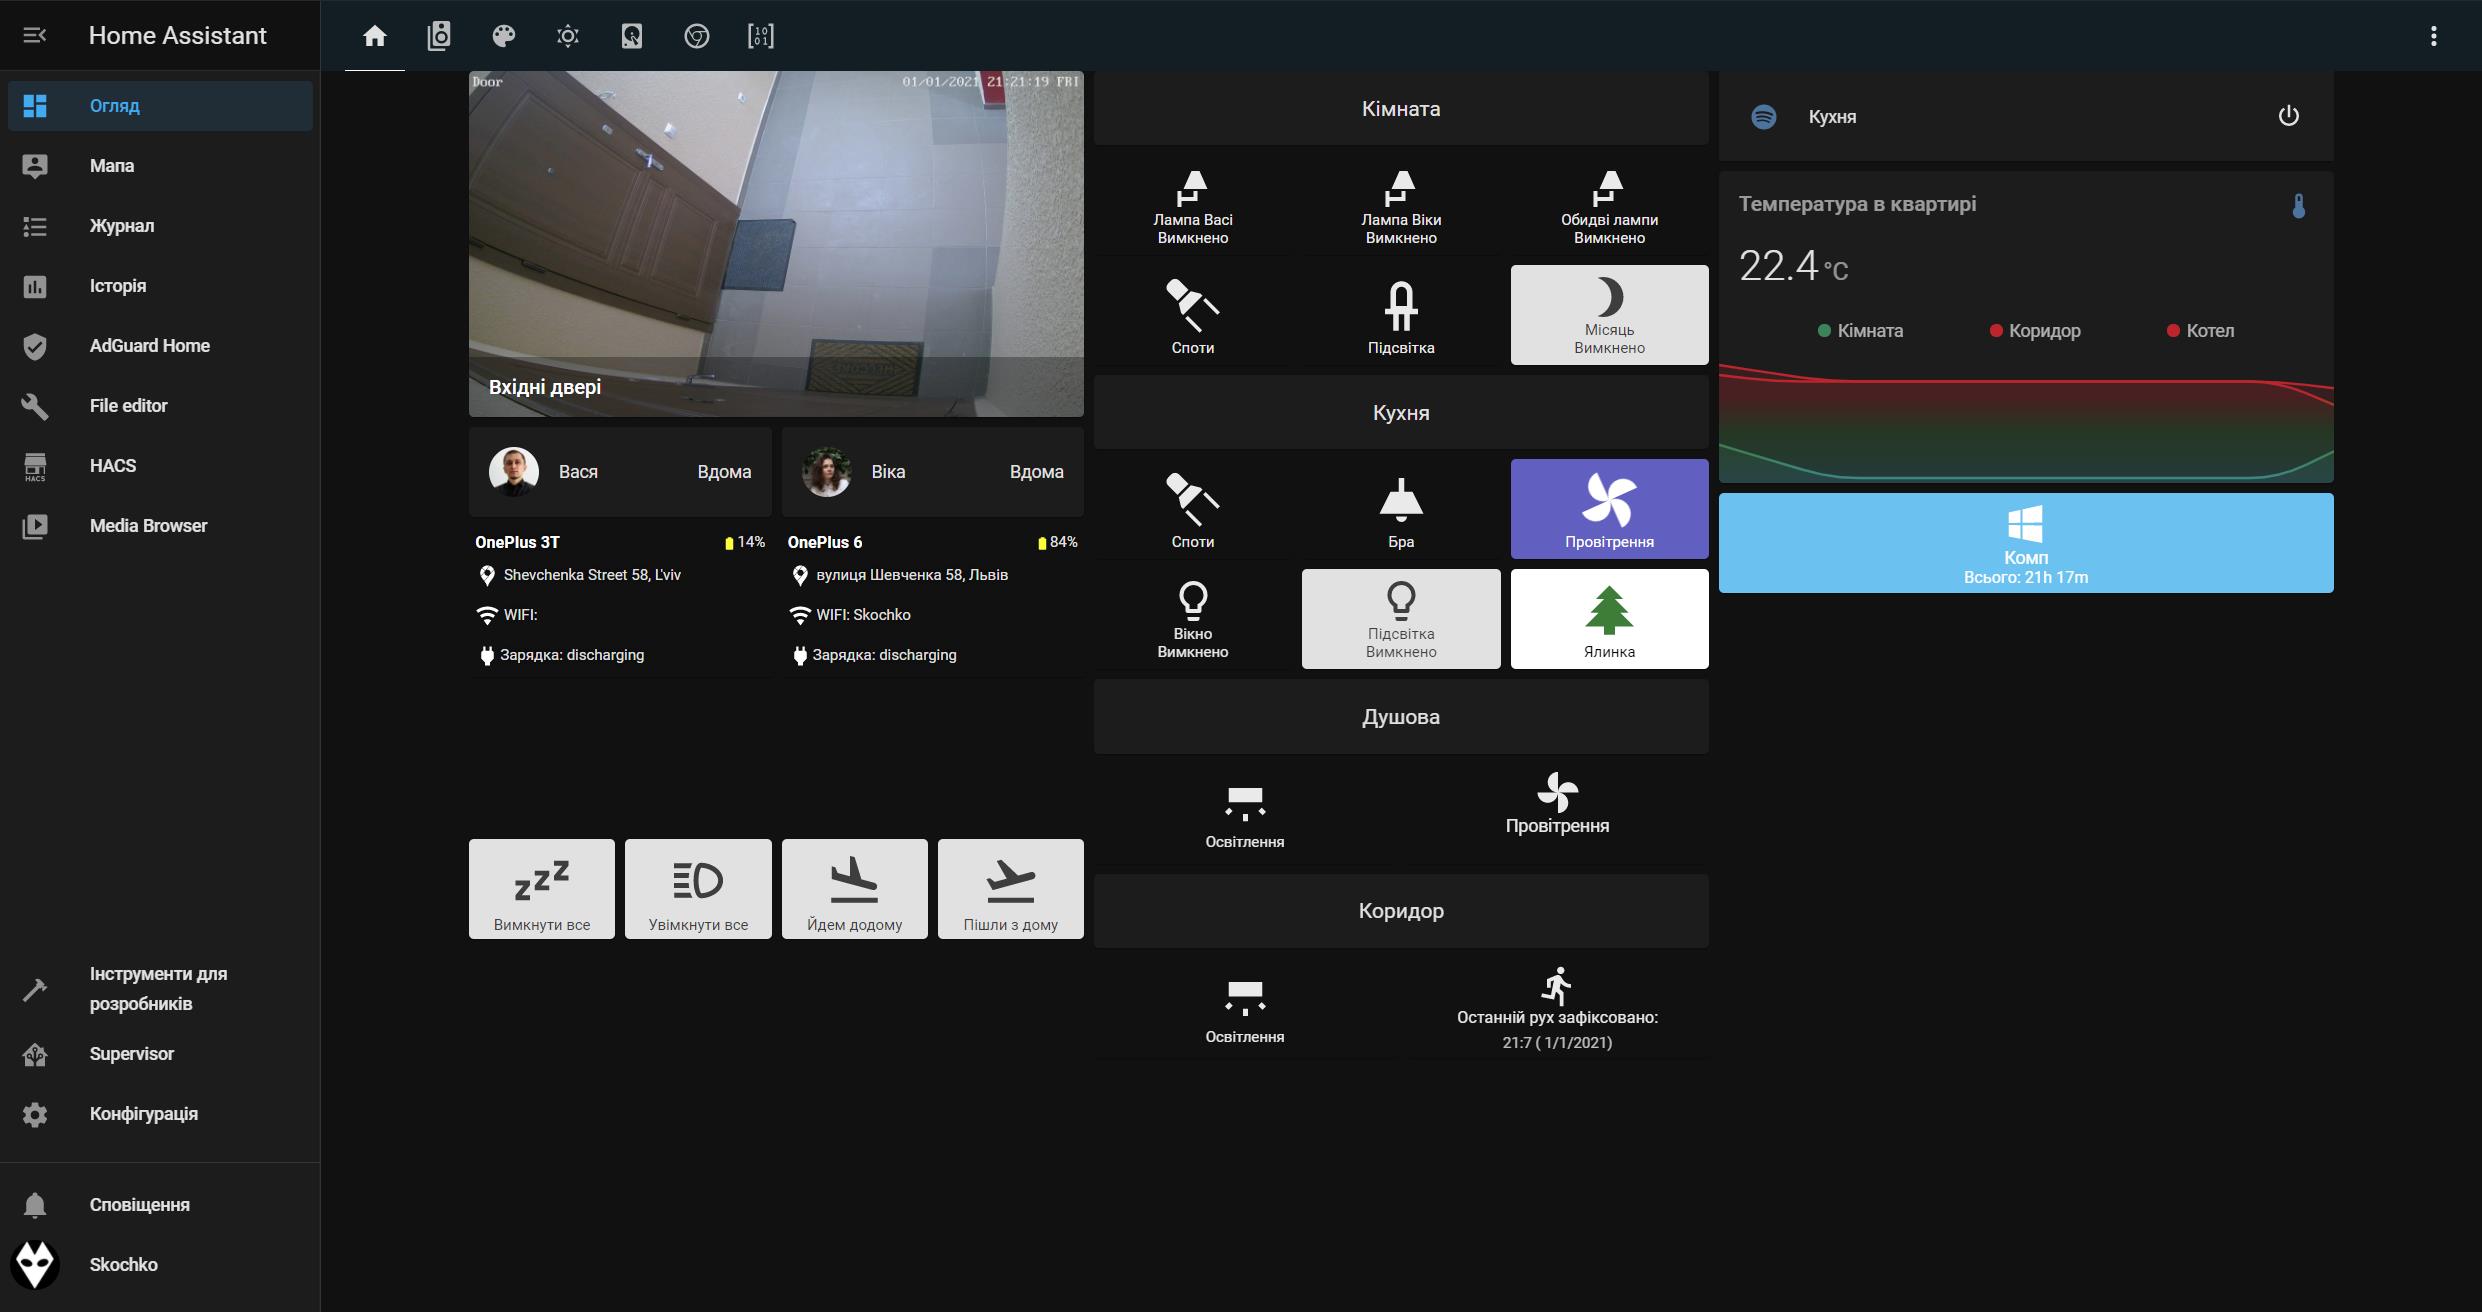 Home Assistant
Огляд
Мапа
Журнал
Історія
AdGuard Home
File editor
HACS
HACS
Media Browser
Інструменти для
розробників
Supervisor
Конфігурація
Сповіщення
Skochko
10
01
Door
01/01/2021 21:21:19 FRI
Вхідні двері
Вася
Вдома
Віка
Вдома
OnePlus 3T
14%
Shevchenka Street 58, L'viv
WIFI:
Зарядка: discharging
OnePlus 6
84%
вулиця Шевченка 58, Львів
WIFI: Skochko
Зарядка: discharging
zzz
Вимкнути все
Увімкнути все
Йдем додому
Пішли з дому
Кімната
Лампа Васі
Вимкнено
Лампа Віки
Вимкнено
Обидві лампи
Вимкнено
Споти
Підсвітка
Місяць
Вимкнено
Кухня
Споти
Бра
Провітрення
Вікно
Вимкнено
Підсвітка
Вимкнено
Ялинка
Душова
Освітлення
Провітрення
Коридор
Освітлення
Останній рух зафіксовано:
21:7 ( 1/1/2021)
Кухня
Температура в квартирі
22.4 °C
Кімната
Коридор
Котел
Комп
Всього: 21h 17m